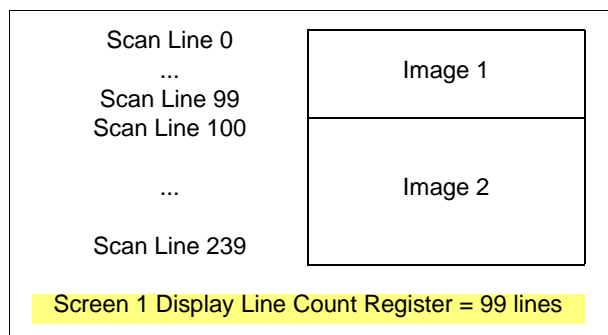 Scan Line 0
...
Scan Line 99
Scan Line 100
...
Scan Line 239
Image 1
Image 2
Screen 1 Display Line Count Register = 99 lines